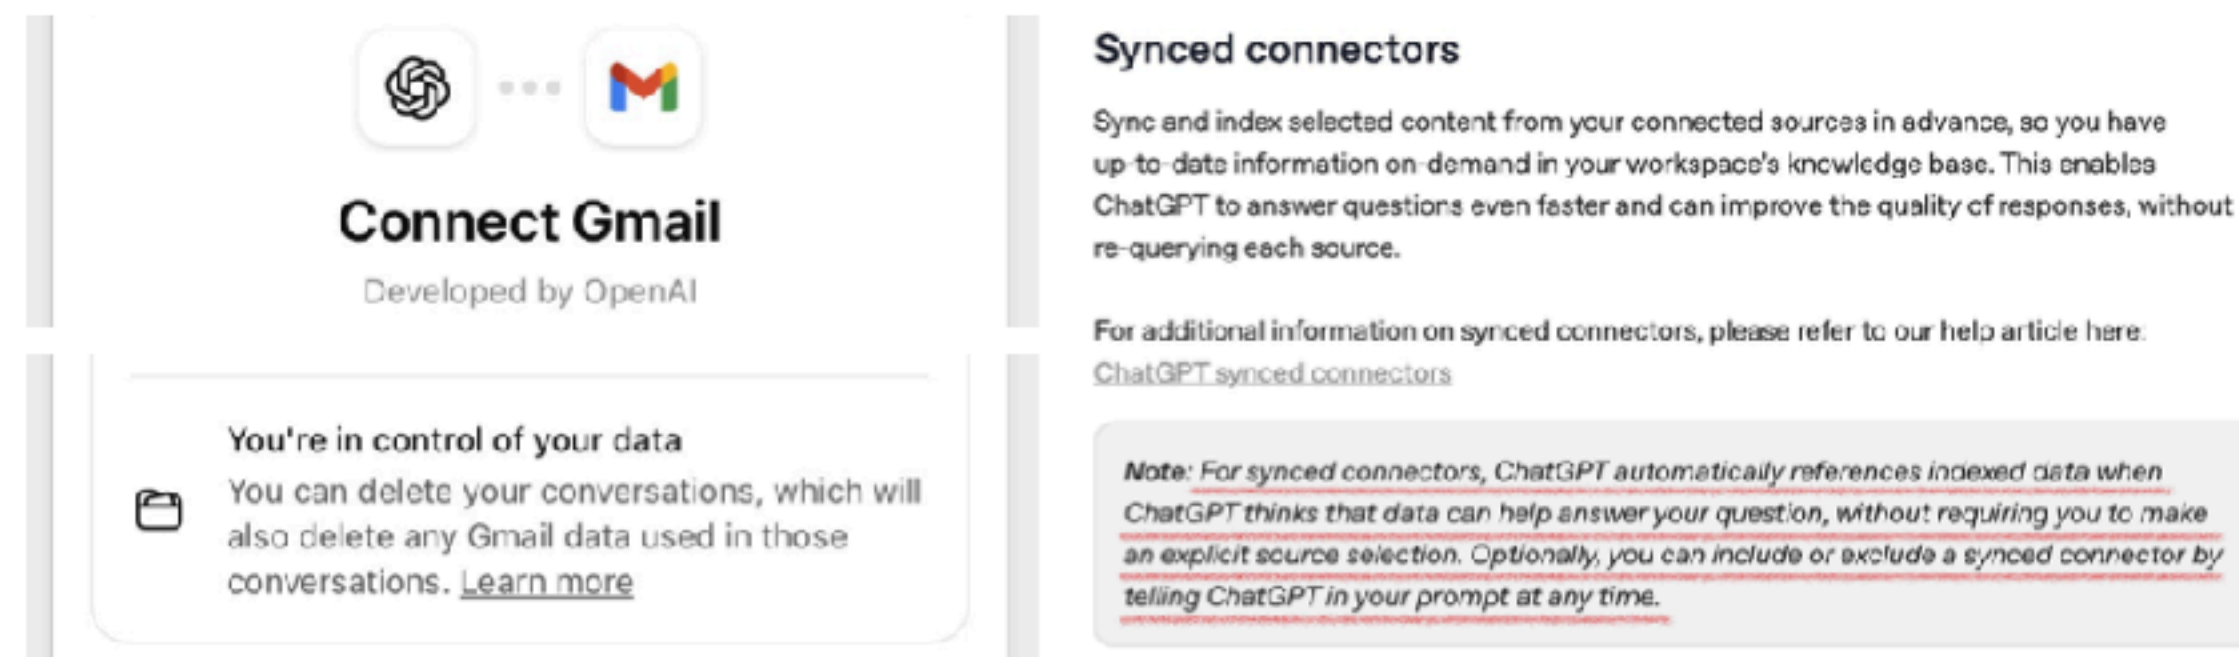 Connect Gmail
Developed by OpenAI
You're in control of your data
You can delete your conversations, which will
also delete any Gmail data used in those
conversations. Learn more
Synced connectors
Sync and index selected content from your connected sources in advance, so you have
up-to-date information on-demand in your workspace's knowledge base. This enables
ChatGPT to answer questions even faster and can improve the quality of responses, without
re-querying each source.
For additional information on synced connectors, please refer to our help article here:
ChatGPT synced connectors
Note: For synced connectors, ChatGPT automatically references indexed data when
ChatGPT thinks that data can help answer your question, without requiring you to make
an explicit source selection. Optionally, you can include or exclude a synced connector by
telling ChatGPT in your prompt at any time.